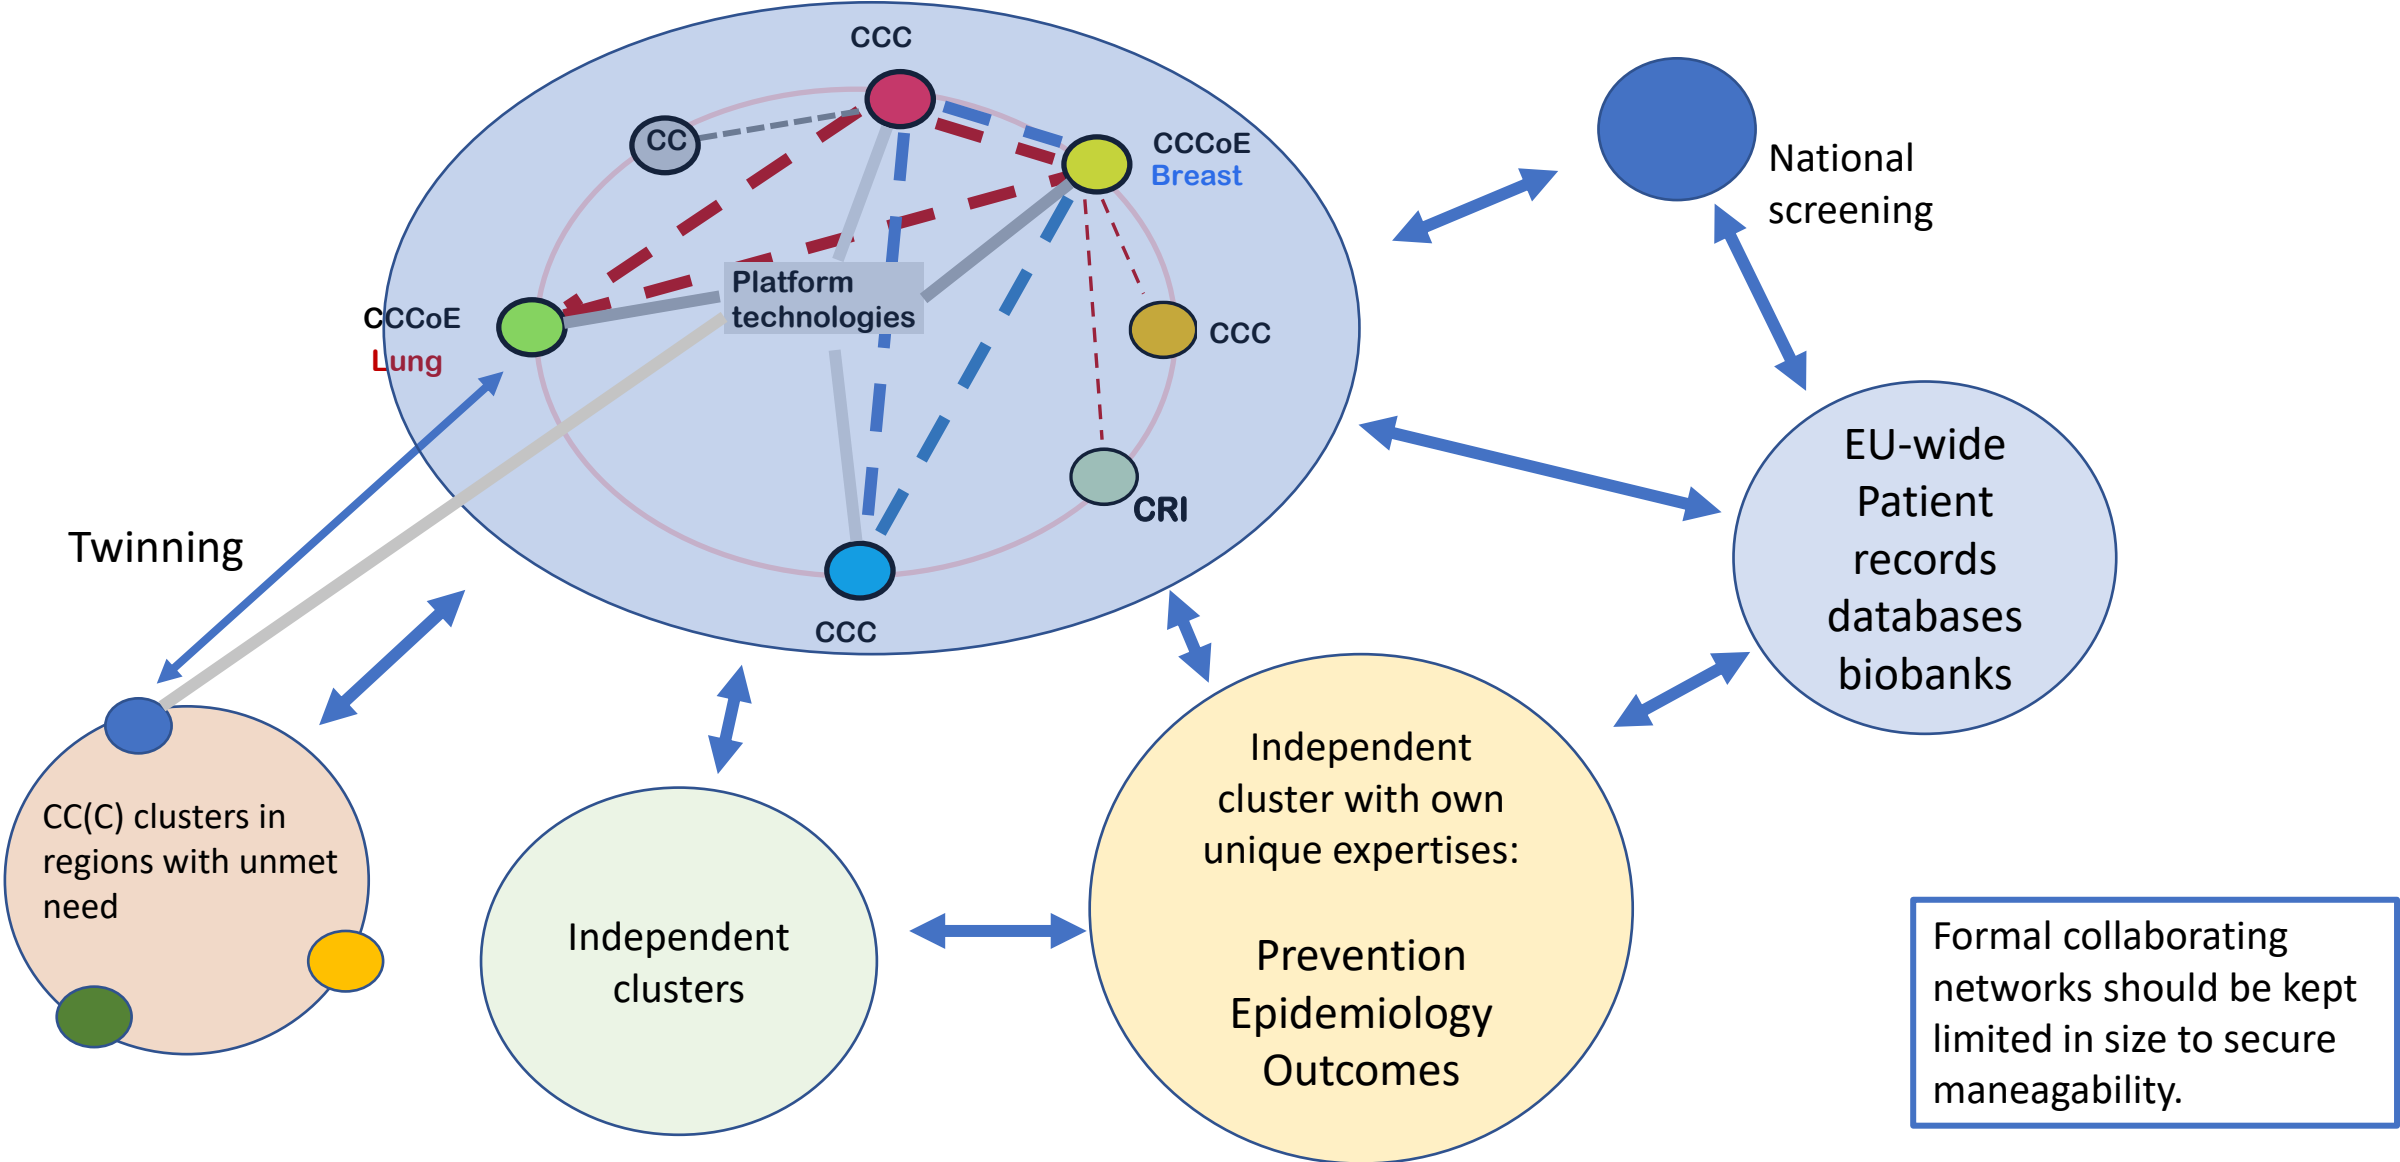 CCC
CC
CCCoE
Breast
National
screening
Platform
technologies
CCCoE
Lung
CCC
CRI
EU-wide
Patient
records
databases
biobanks
Twinning
CCC
CC(C) clusters in
regions with unmet
need
Independent
clusters
Independent
cluster with own
unique expertises:
Prevention
Epidemiology
Outcomes
Formal collaborating
networks should be kept
limited in size to secure
maneagability.